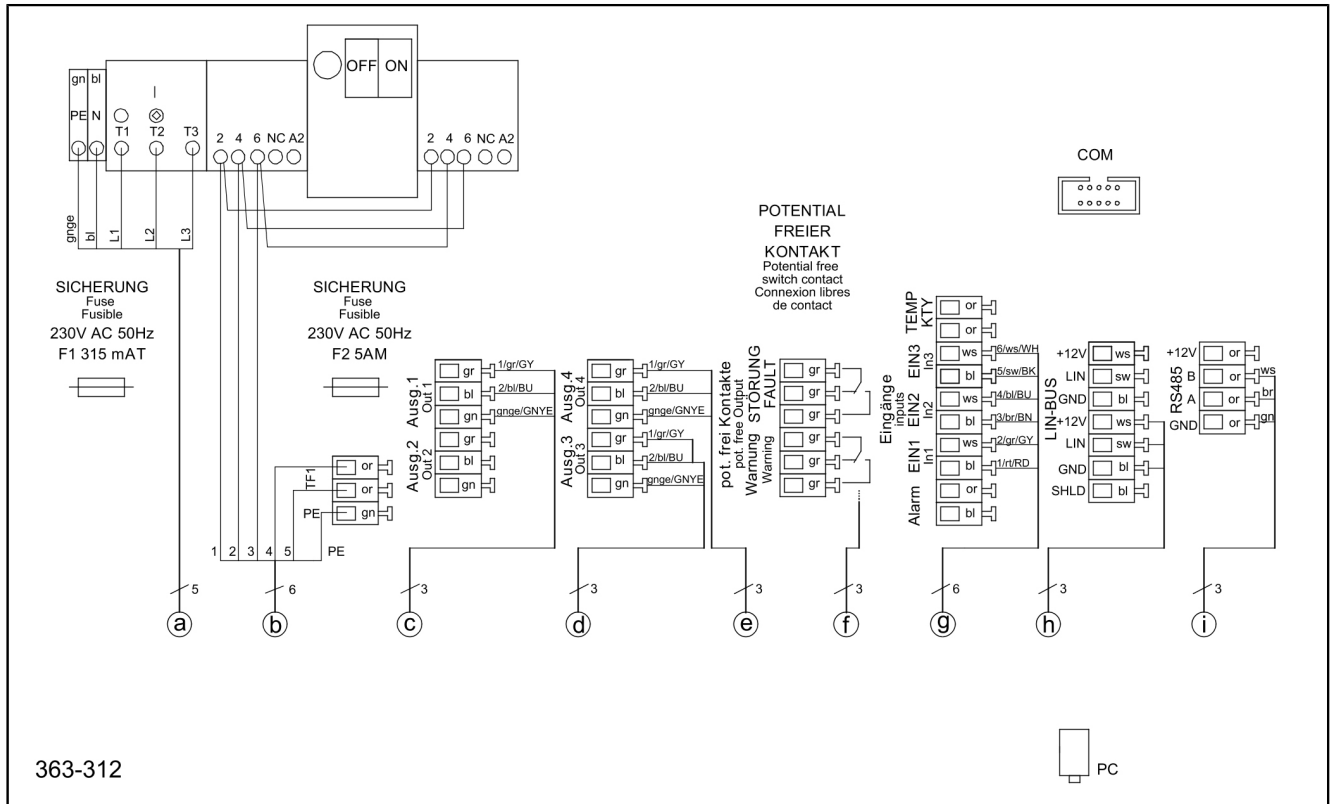 OFF ON
gn bl
PE N
T1 T2 T3
2 4 6 NC A2
2 4 6 NC A2
gnge
bl
L1
L2
L3
SICHERUNG
Fuse
Fusible
230V AC 50Hz
F1 315 mAT
SICHERUNG
Fuse
Fusible
230V AC 50Hz
F2 5AM
TF1
or
or
PE gn
1 2 3 4 5 PE
Ausg.1
Out 1
gr 1/gr/GY
bl 2/bl/BU
gn gnge/GNYE
Ausg.2
Out 2
gr
bl
gn
Ausg.4
Out 4
gr 1/gr/GY
bl 2/bl/BU
gn gnge/GNYE
Ausg.3
Out 3
gr 1/gr/GY
bl 2/bl/BU
gn gnge/GNYE
POTENTIAL
FREIER
KONTAKT
Potential free
switch contact
Connexion libres
de contact
pot. frei Kontakte
pot. free Output
STÖRUNG
FAULT
Warnung
Warning
gr
gr
gr
gr
gr
gr
Eingänge
inputs
TEMP
KTY
or
or
EIN3
In3
ws 6/ws/WH
bl 5/sw/BK
EIN2
In2
ws 4/bl/BU
bl 3/br/BN
EIN1
In1
ws 2/gr/GY
bl 1/rt/RD
Alarm
or
bl
COM
LIN-BUS
+12V ws
LIN sw
GND bl
+12V ws
LIN sw
GND bl
SHLD bl
RS485
+12V or
B or ws
A or br
GND or gn
5 6 3 3 3 3 6 3 3
a b c d e f g h i
363-312
PC